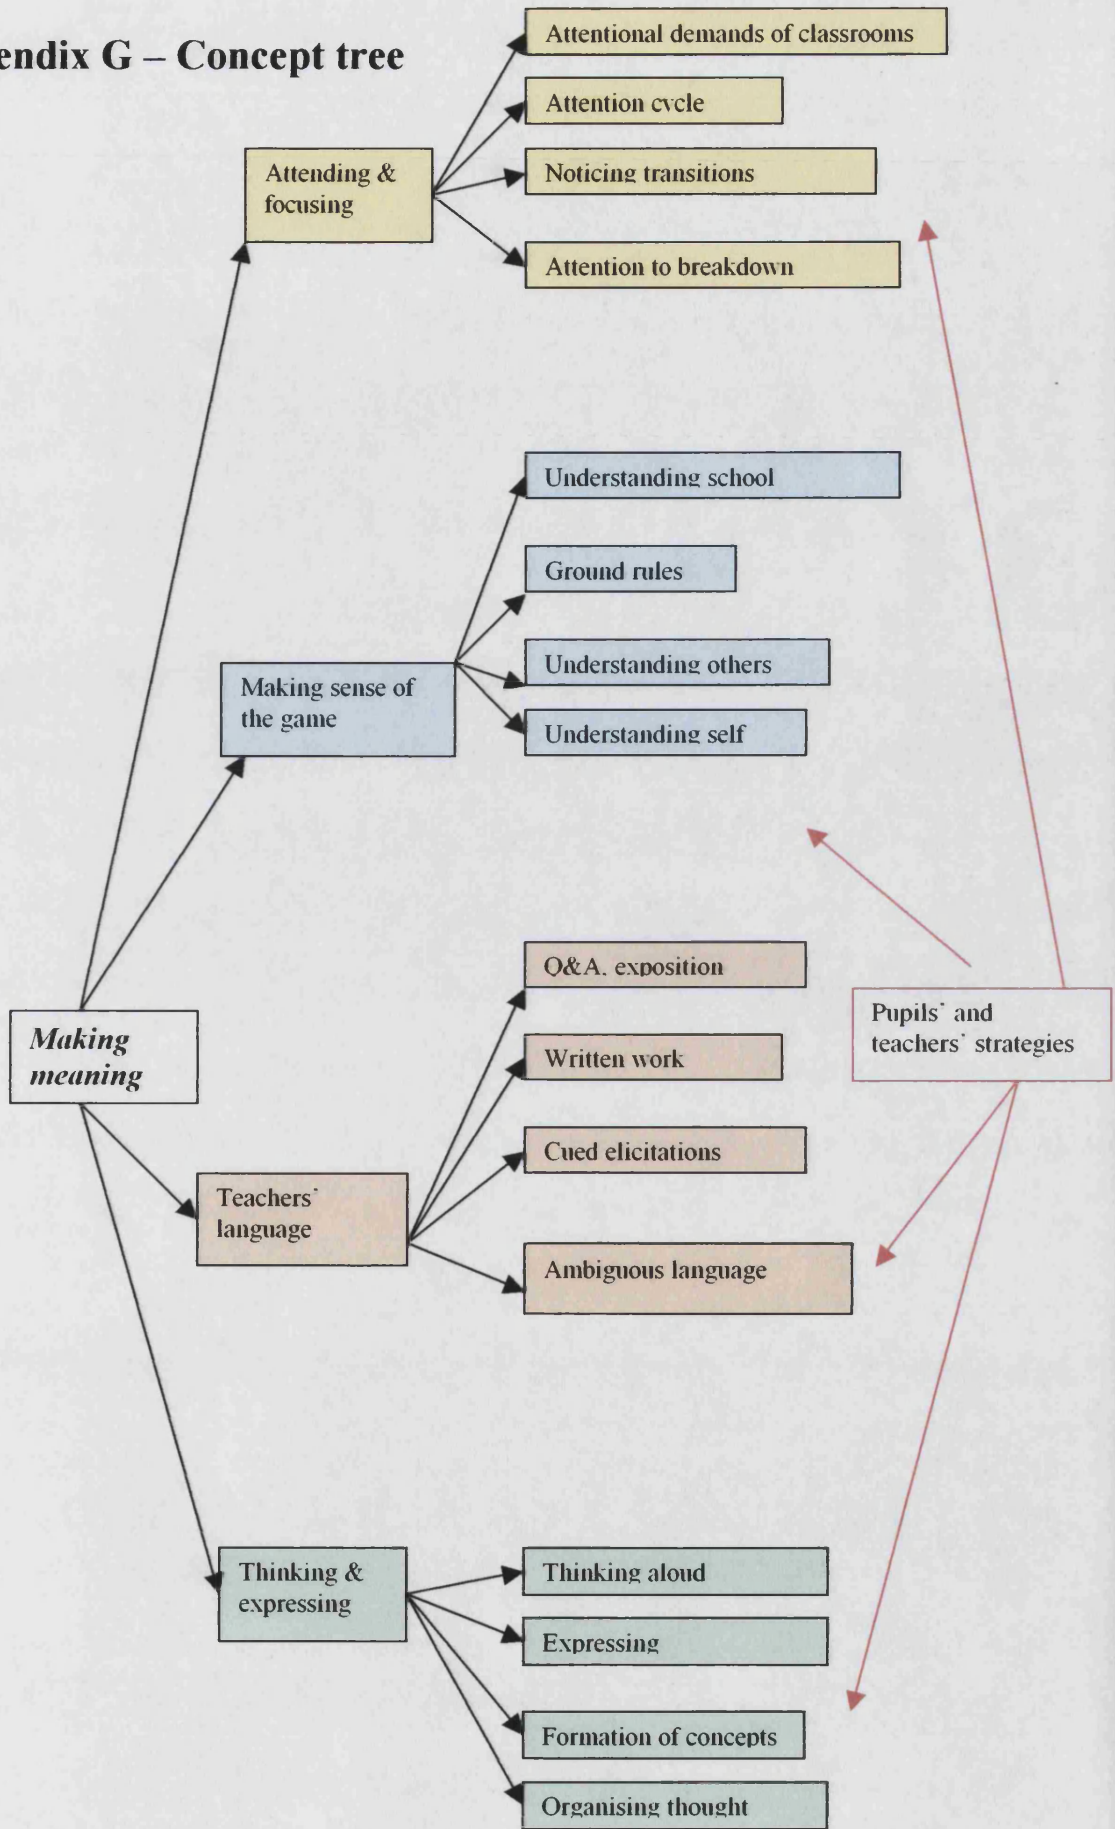 endix G – Concept tree
Attentional demands of classrooms
Attention cycle
Attending &
focusing
Noticing transitions
Attention to breakdown
Understanding school
Ground rules
Making sense of
the game
Understanding others
Understanding self
Q&A, exposition
Making
meaning
Written work
Pupils' and
teachers' strategies
Cued elicitations
Teachers'
language
Ambiguous language
Thinking &
expressing
Thinking aloud
Expressing
Formation of concepts
Organising thought